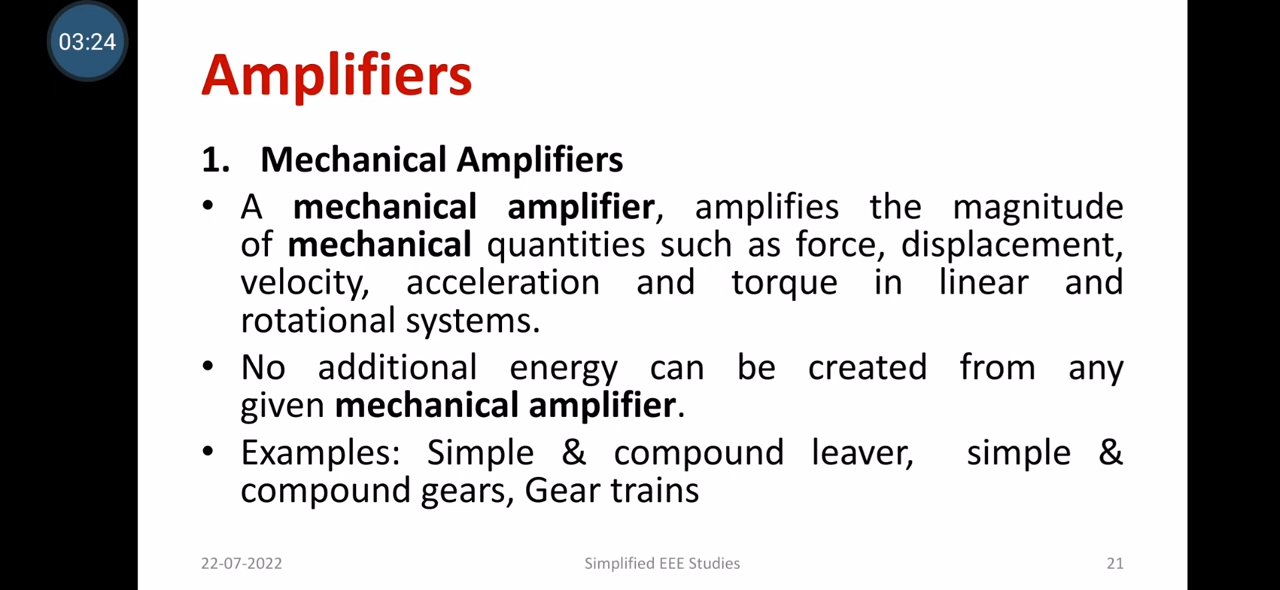 03:24
Amplifiers
1. Mechanical Amplifiers
• A mechanical amplifier, amplifies the magnitude
of mechanical quantities such as force, displacement,
velocity, acceleration and torque in linear and
rotational systems.
• No additional energy can be created from any
given mechanical amplifier.
• Examples: Simple & compound leaver, simple &
compound gears, Gear trains
22-07-2022 Simplified EEE Studies 21